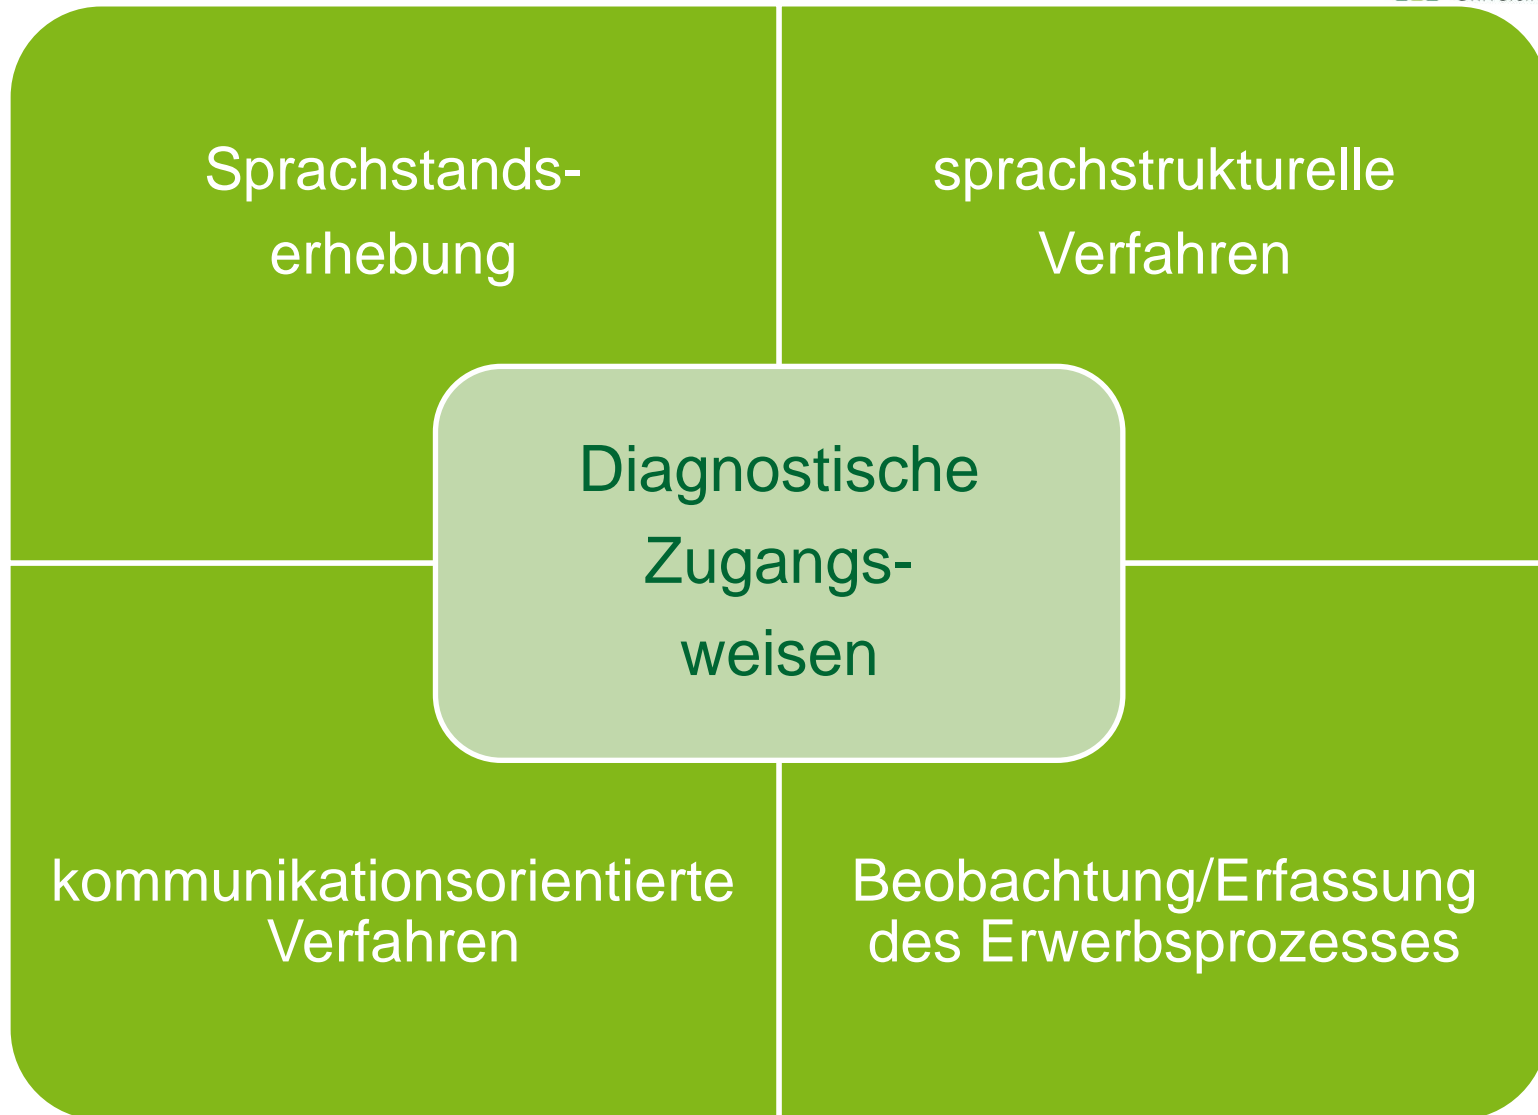 Sprachstands-
erhebung
sprachstrukturelle
Verfahren
Diagnostische
Zugangs-
weisen
kommunikationsorientierte
Verfahren
Beobachtung/Erfassung
des Erwerbsprozesses